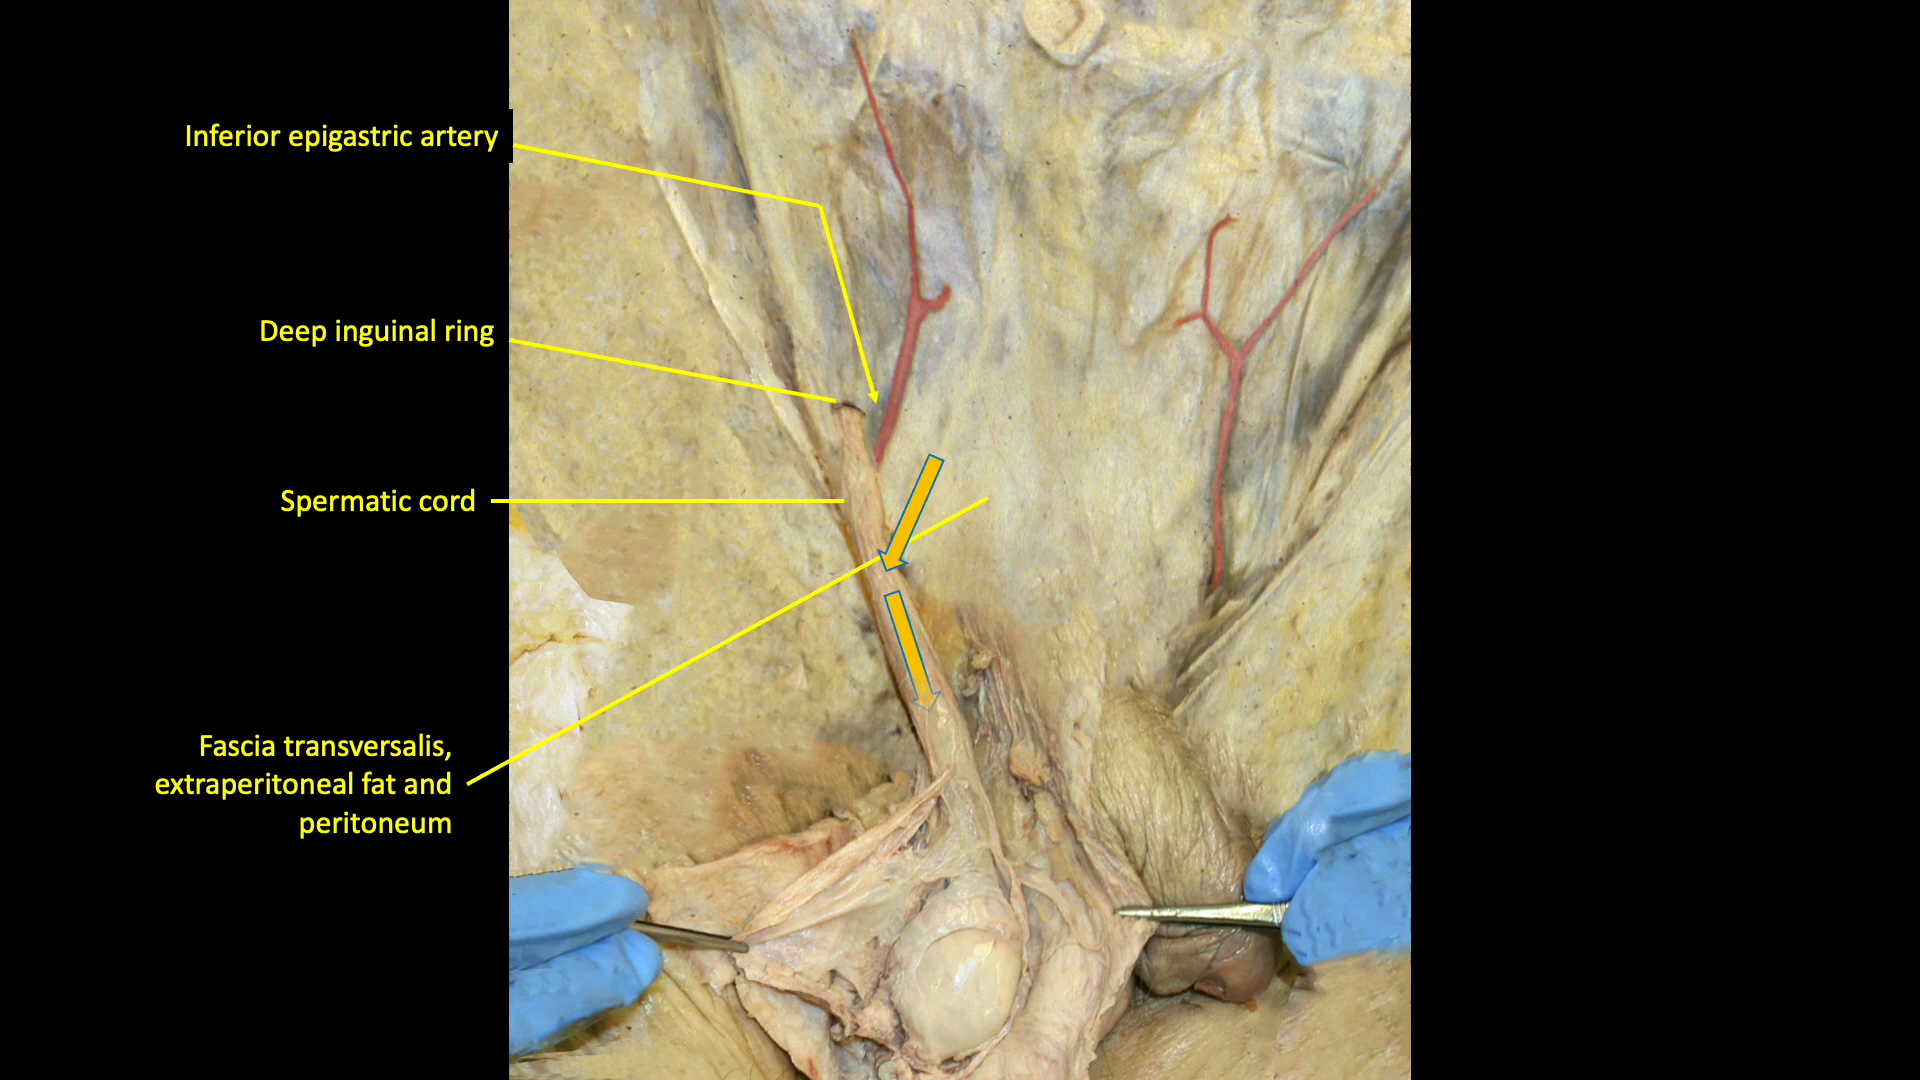 Inferior epigastric artery
Deep inguinal ring
Spermatic cord
Fascia transversalis,
extraperitoneal fat and
peritoneum